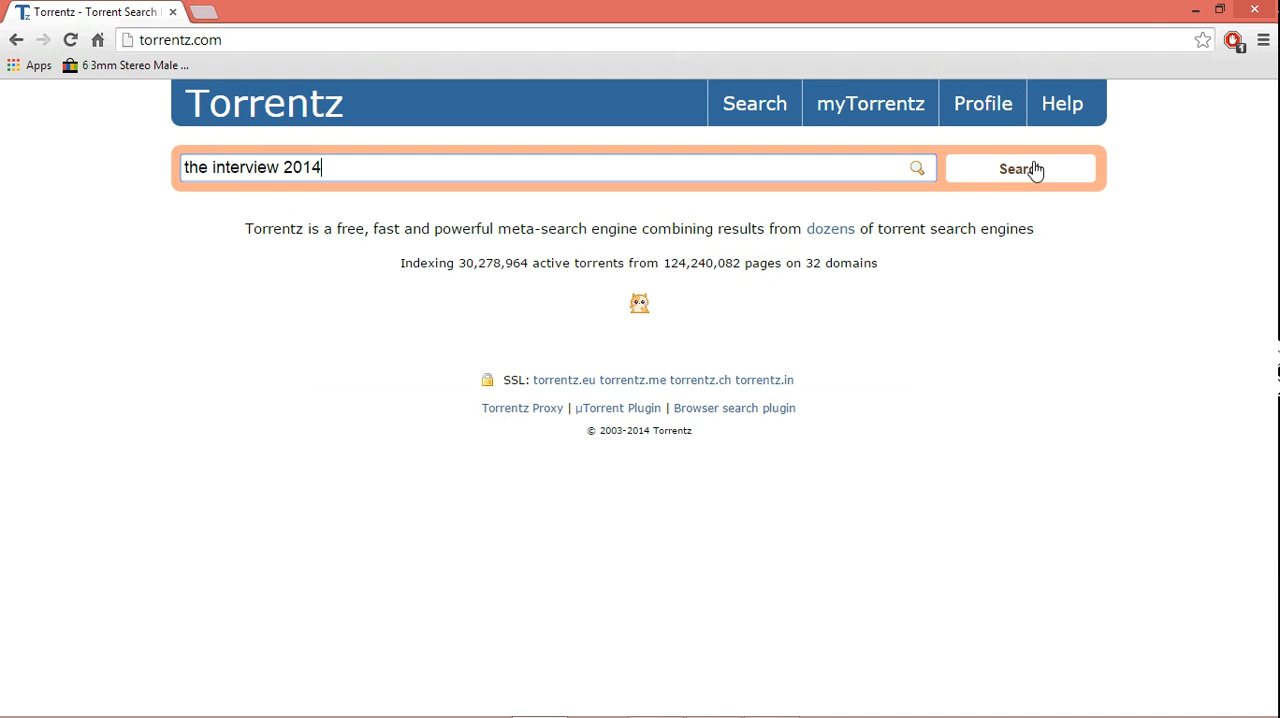 Torrentz - Torrent Search
torrentz.com
1
Apps 6 3mm Stereo Male ...
Torrentz Search myTorrentz Profile Help
the interview 2014 Search
Torrentz is a free, fast and powerful meta-search engine combining results from dozens of torrent search engines
Indexing 30,278,964 active torrents from 124,240,082 pages on 32 domains
SSL: torrentz.eu torrentz.me torrentz.ch torrentz.in
Torrentz Proxy | µTorrent Plugin | Browser search plugin
© 2003-2014 Torrentz